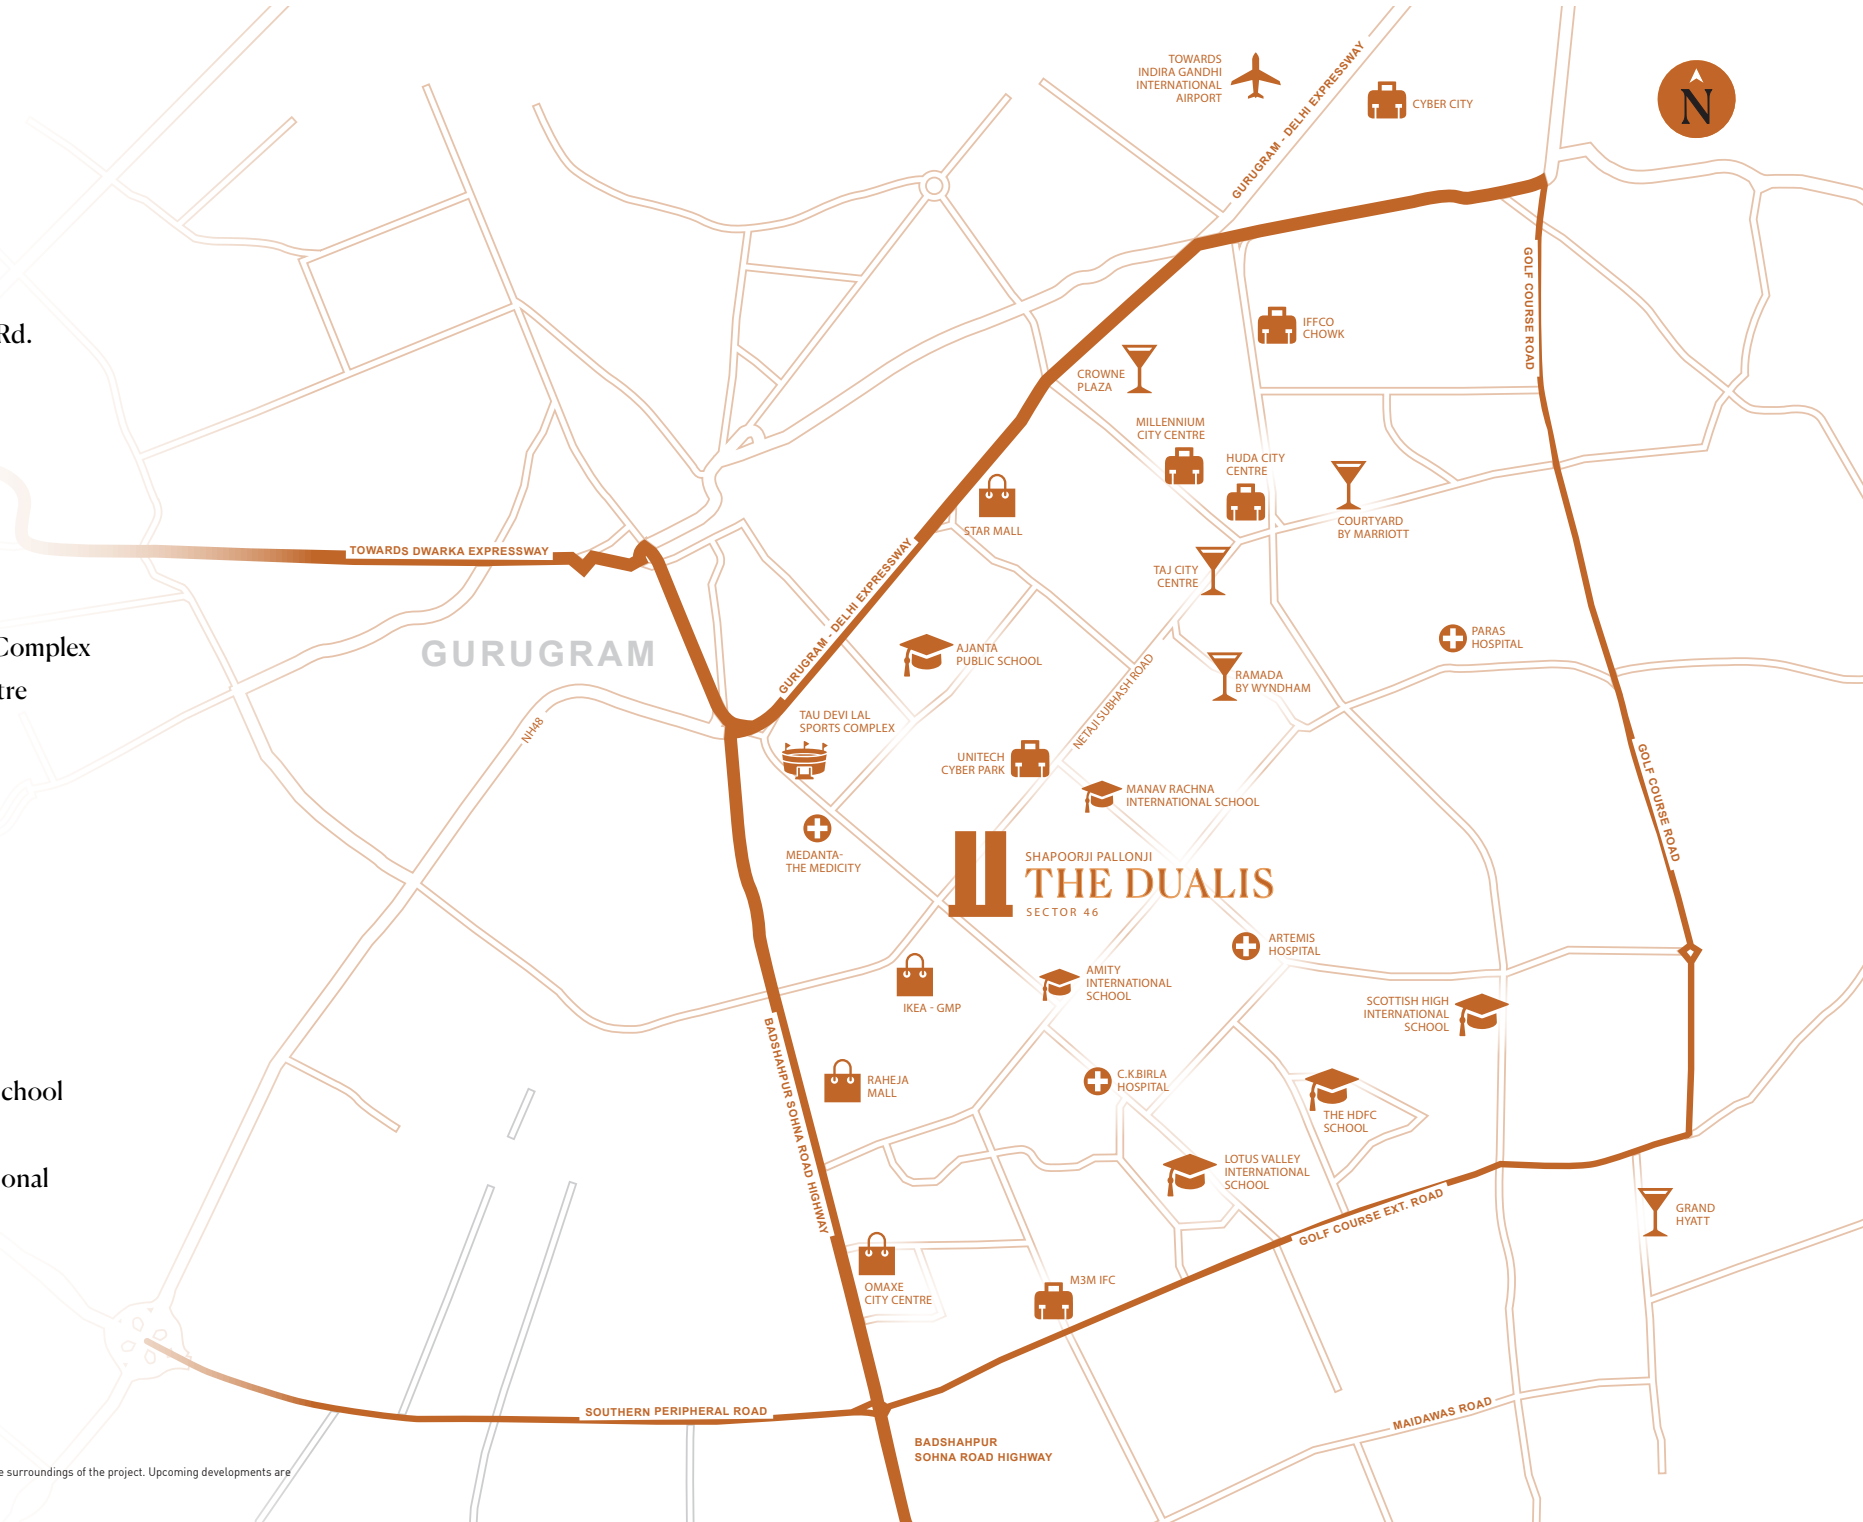 TOWARDS
INDIRA GANDHI
INTERNATIONAL
AIRPORT
GURUGRAM - DELHI EXPRESSWAY
CYBER CITY
N
Rd.
GOLF COURSE ROAD
IFFCO
CHOWK
CROWNE
PLAZA
MILLENNIUM
CITY CENTRE
HUDA CITY
CENTRE
STAR MALL
COURTYARD
BY MARRIOTT
TOWARDS DWARKA EXPRESSWAY
GURUGRAM - DELHI EXPRESSWAY
TAJ CITY
CENTRE
GURUGRAM
Complex
tre
AJANTA
PUBLIC SCHOOL
PARAS
HOSPITAL
RAMADA
BY WYNDHAM
NETAJI SUBHASH ROAD
NH48
TAU DEVI LAL
SPORTS COMPLEX
UNITECH
CYBER PARK
MANAV RACHNA
INTERNATIONAL SCHOOL
GOLF COURSE ROAD
MEDANTA-
THE MEDICITY
SHAPOORJI PALLONJI
THE DUALIS
SECTOR 46
ARTEMIS
HOSPITAL
AMITY
INTERNATIONAL
SCHOOL
IKEA - GMP
SCOTTISH HIGH
INTERNATIONAL
SCHOOL
BADSHAHPUR SOHNA ROAD HIGHWAY
RAHEJA
MALL
C.K.BIRLA
HOSPITAL
chool
THE HDFC
SCHOOL
onal
LOTUS VALLEY
INTERNATIONAL
SCHOOL
GOLF COURSE EXT. ROAD
GRAND
HYATT
OMAXE
CITY CENTRE
M3M IFC
SOUTHERN PERIPHERAL ROAD
MAIDAWAS ROAD
BADSHAHPUR
SOHNA ROAD HIGHWAY
e surroundings of the project. Upcoming developments are